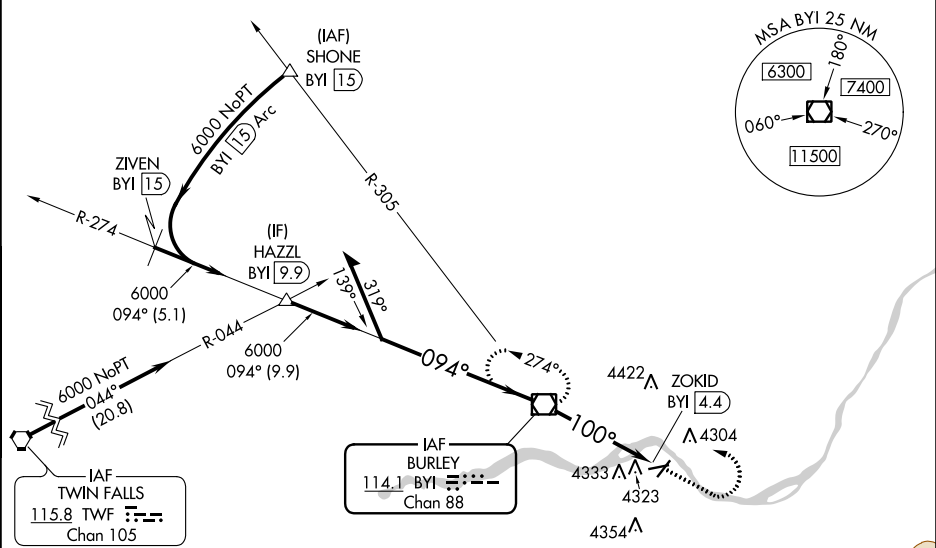 (IAF)
SHONE
BYI 15
6000 NoPT
BYI 15 Arc
ZIVEN
BYI 15
R-274
R-305
(IF)
HAZZL
BYI 9.9
139°
319°
6000
094° (5.1)
R-044
6000
094° (9.9)
6000 NoPT
044°
(20.8)
094°
274°
100°
IAF
TWIN FALLS
115.8 TWF
Chan 105
IAF
BURLEY
114.1 BYI
Chan 88
4422
ZOKID
BYI 4.4
4304
4333
4323
4354
MSA BYI 25 NM
180°
6300
7400
060°
270°
11500